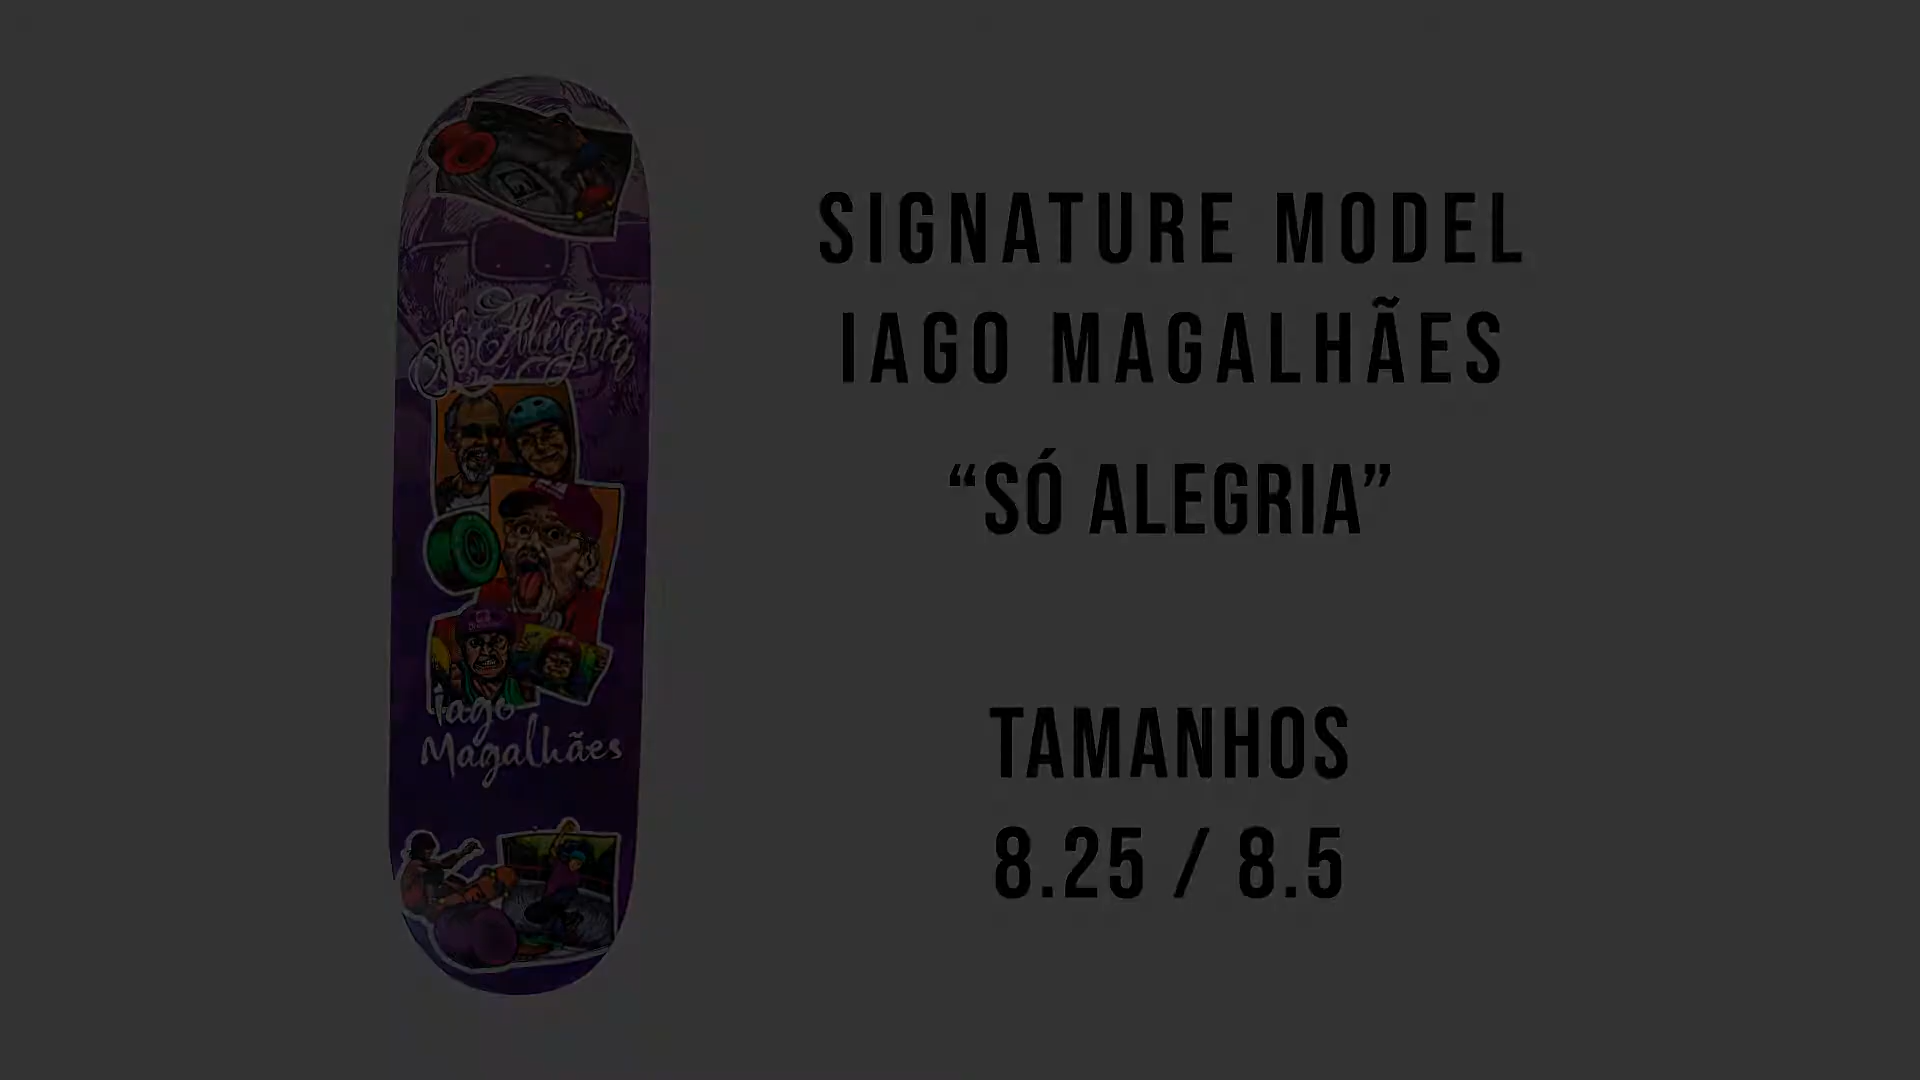 Só Alegria
Iago
Magalhães
SIGNATURE MODEL
IAGO MAGALHÃES
“SÓ ALEGRIA”
TAMANHOS
8.25 / 8.5